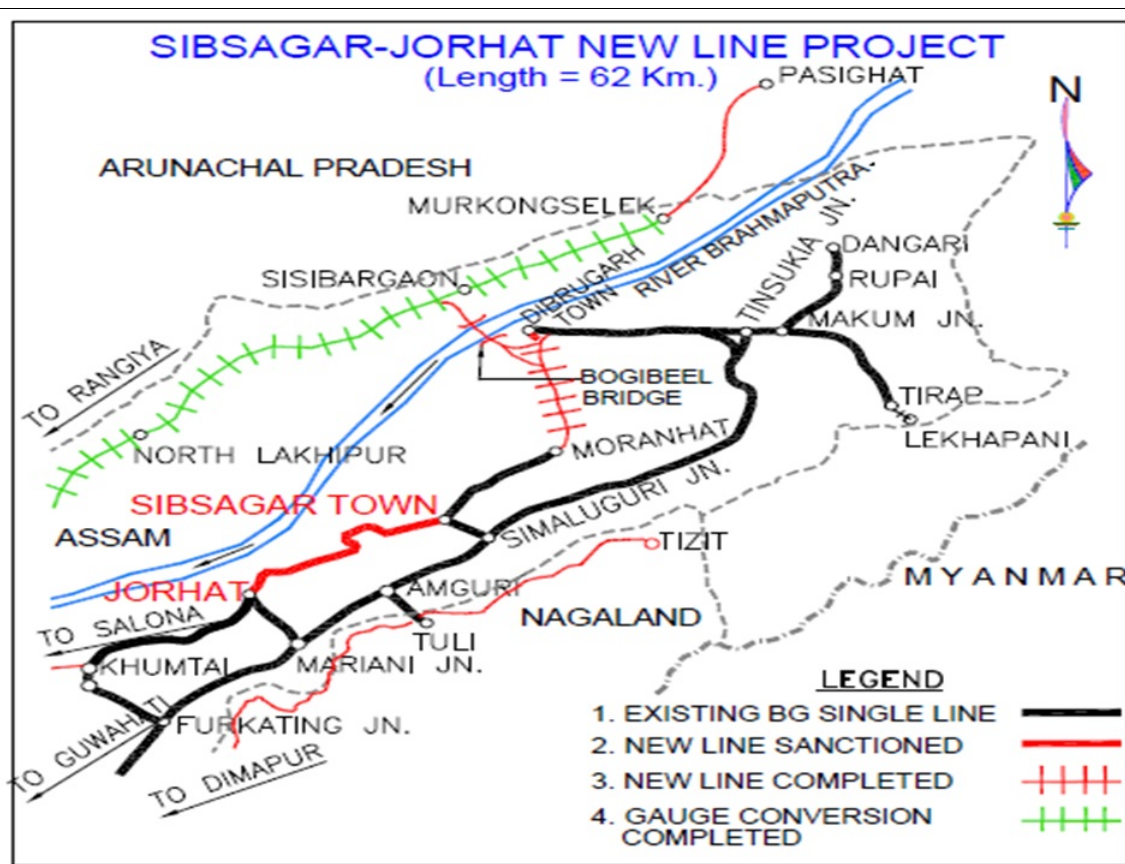 SIBSAGAR-JORHAT NEW LINE PROJECT
(Length = 62 Km.)
PASIGHAT
N
ARUNACHAL PRADESH
MURKONGSELEK
RIVER BRAHMAPUTRA
TINSUKIA JN.
DANGARI
SISIBARGAON
DIBRUGARH
TOWN
RUPAI
MAKUM JN.
TO RANGIYA
BOGIBEEL
BRIDGE
TIRAP
LEKHAPANI
NORTH LAKHIPUR
MORANHAT
SIBSAGAR TOWN
SIMALUGURI JN.
ASSAM
TIZIT
JORHAT
AMGURI
MYANMAR
TO SALONA
NAGALAND
TULI
KHUMTAI
MARIANI JN.
FURKATING JN.
TO GUWAHATI
TO DIMAPUR
LEGEND
1. EXISTING BG SINGLE LINE
2. NEW LINE SANCTIONED
3. NEW LINE COMPLETED
4. GAUGE CONVERSION
COMPLETED